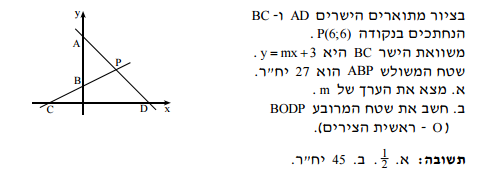 בציור מתוארים הישרים AD ו- BC
הנחתכים בנקודה P(6;6) .
משוואת הישר BC היא y = mx + 3 .
שטח המשולש ABP הוא 27 יח"ר.
א. מצא את הערך של m .
ב. חשב את שטח המרובע BODP
(O - ראשית הצירים).
תשובה: א. 1/2 . ב. 45 יח"ר.
y
A
P
B
C
D
x